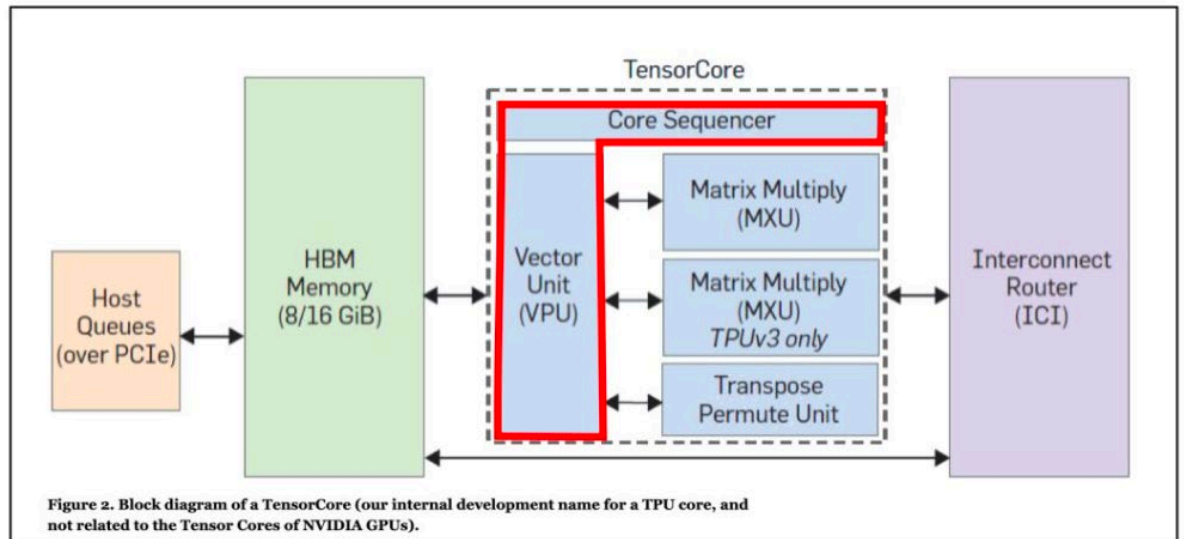 TensorCore
Core Sequencer
Host
Queues
(over PCIe)
HBM
Memory
(8/16 GiB)
Vector
Unit
(VPU)
Matrix Multiply
(MXU)
Matrix Multiply
(MXU)
TPUv3 only
Transpose
Permute Unit
Interconnect
Router
(ICI)
Figure 2. Block diagram of a TensorCore (our internal development name for a TPU core, and
not related to the Tensor Cores of NVIDIA GPUs).